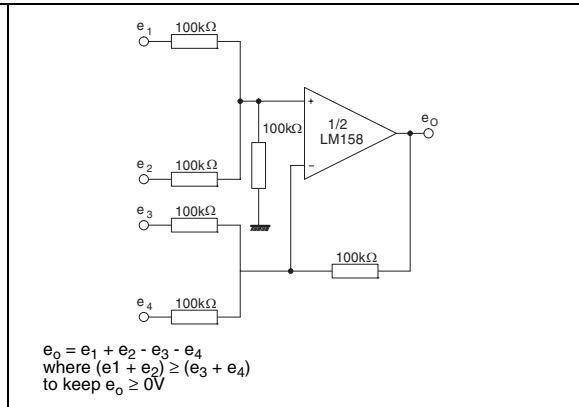 e1
100kΩ
+
1/2
LM158
−
eO
100kΩ
e2
100kΩ
e3
100kΩ
100kΩ
e4
100kΩ
eo = e1 + e2 - e3 - e4
where (e1 + e2) ≥ (e3 + e4)
to keep eo ≥ 0V